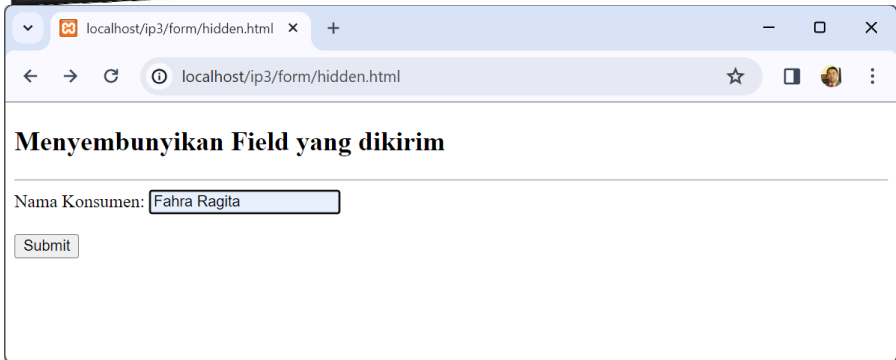 localhost/ip3/form/hidden.html
localhost/ip3/form/hidden.html
Menyembunyikan Field yang dikirim
Nama Konsumen: Fahra Ragita
Submit